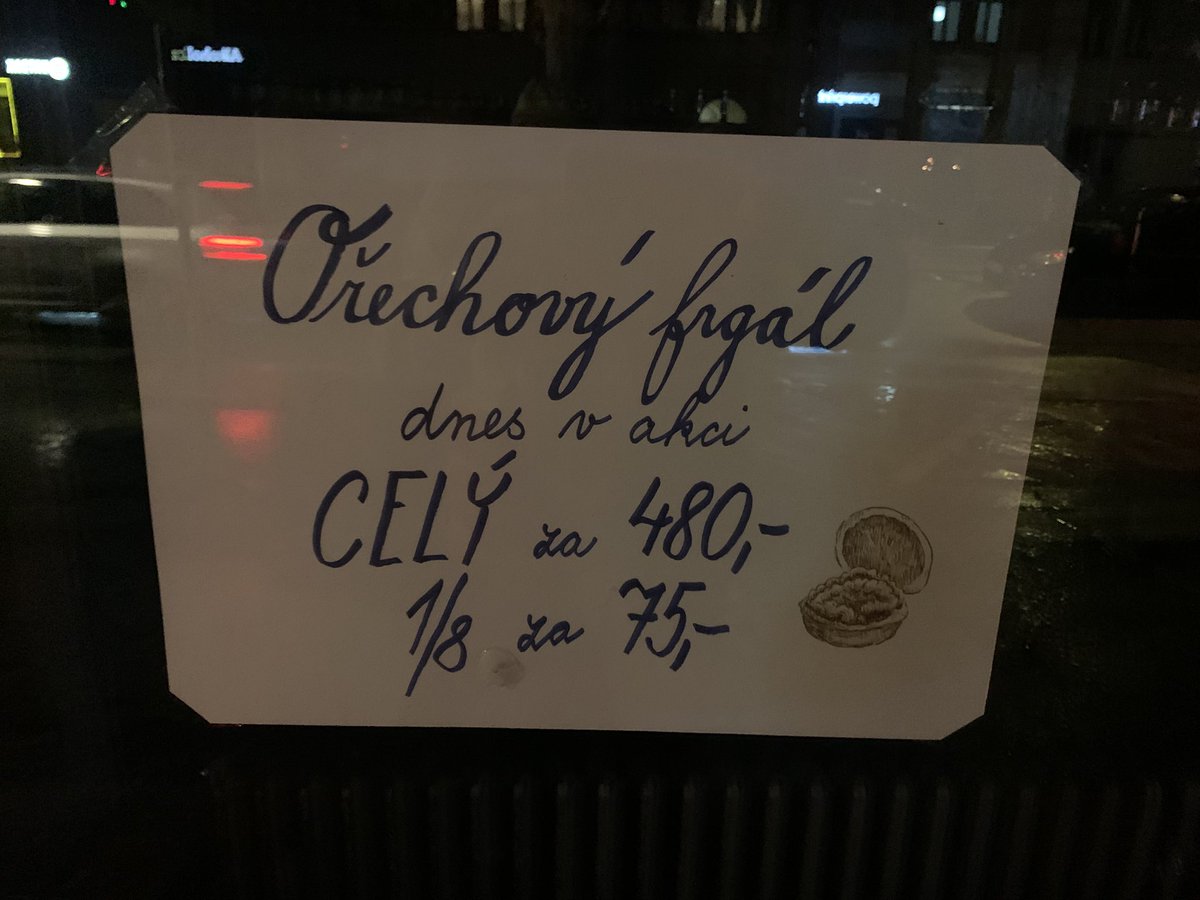 Ořechový frgál
dnes v akci
CELÝ za 480,-
1/8 za 75,-